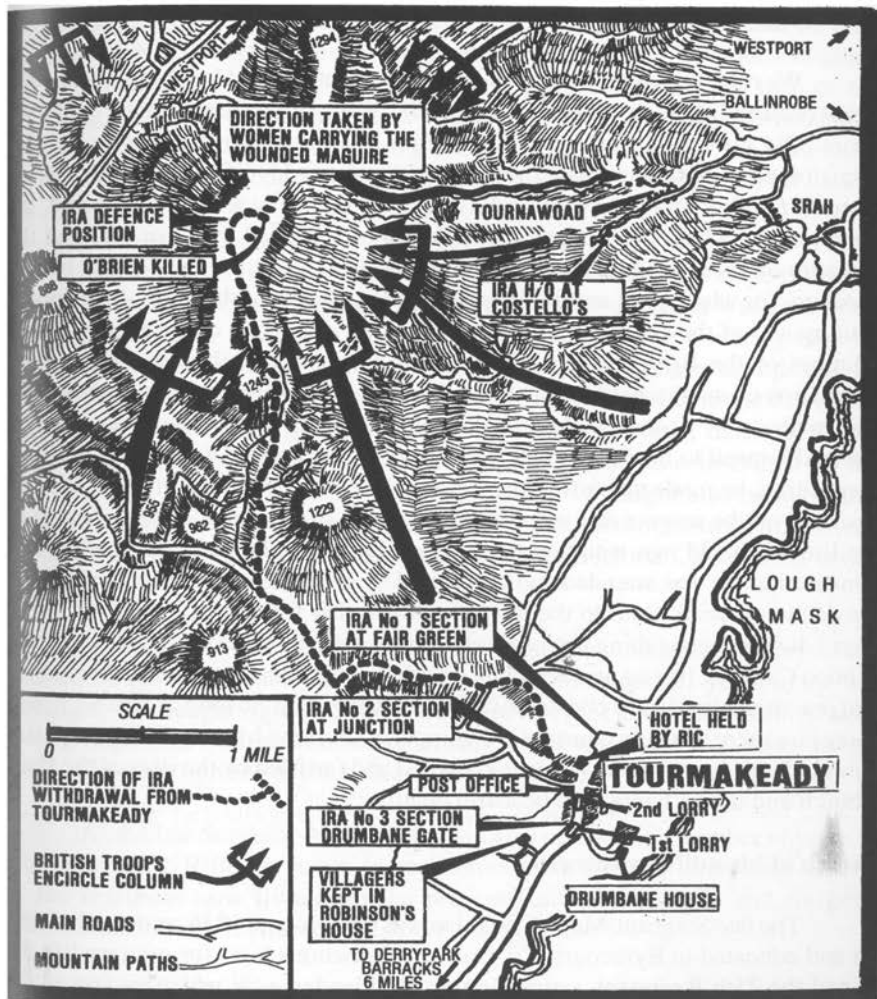 1294
WESTPORT
WESTPORT
BALLINROBE
DIRECTION TAKEN BY
WOMEN CARRYING THE
WOUNDED MAGUIRE
IRA DEFENCE
POSITION
TOURNAWOAD
SRAH
O'BRIEN KILLED
IRA H/Q AT
COSTELLO'S
1245
962
1229
LOUGH
MASK
913
IRA No 1 SECTION
AT FAIR GREEN
IRA No 2 SECTION
AT JUNCTION
HOTEL HELD
BY RIC
POST OFFICE
TOURMAKEADY
IRA No 3 SECTION
DRUMBANE GATE
2nd LORRY
1st LORRY
VILLAGERS
KEPT IN
ROBINSON'S
HOUSE
DRUMBANE HOUSE
TO DERRYPARK
BARRACKS
6 MILES
SCALE
0 1 MILE
DIRECTION OF IRA
WITHDRAWAL FROM
TOURMAKEADY
BRITISH TROOPS
ENCIRCLE COLUMN
MAIN ROADS
MOUNTAIN PATHS